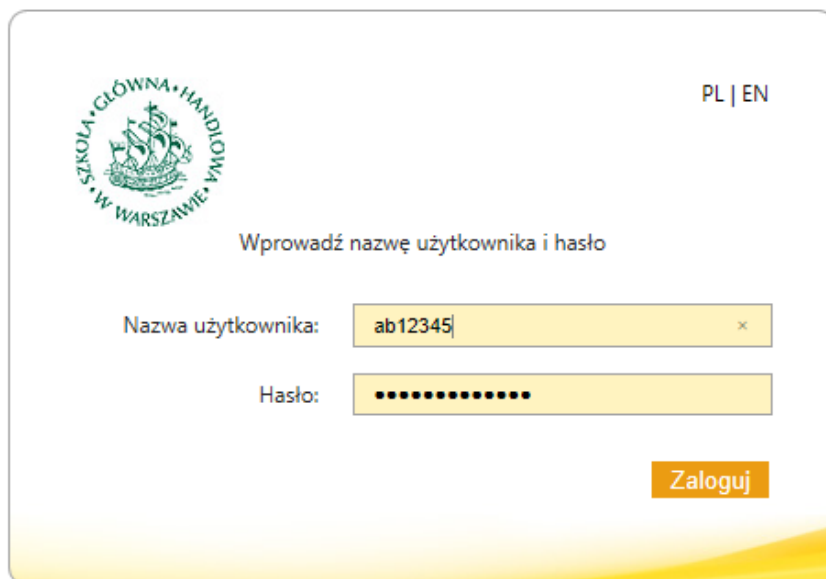 SZKOŁA • GŁÓWNA • HANDLOWA • W WARSZAWIE •
PL | EN
Wprowadź nazwę użytkownika i hasło
Nazwa użytkownika: ab12345 ×
Hasło: •••••••••••••
Zaloguj